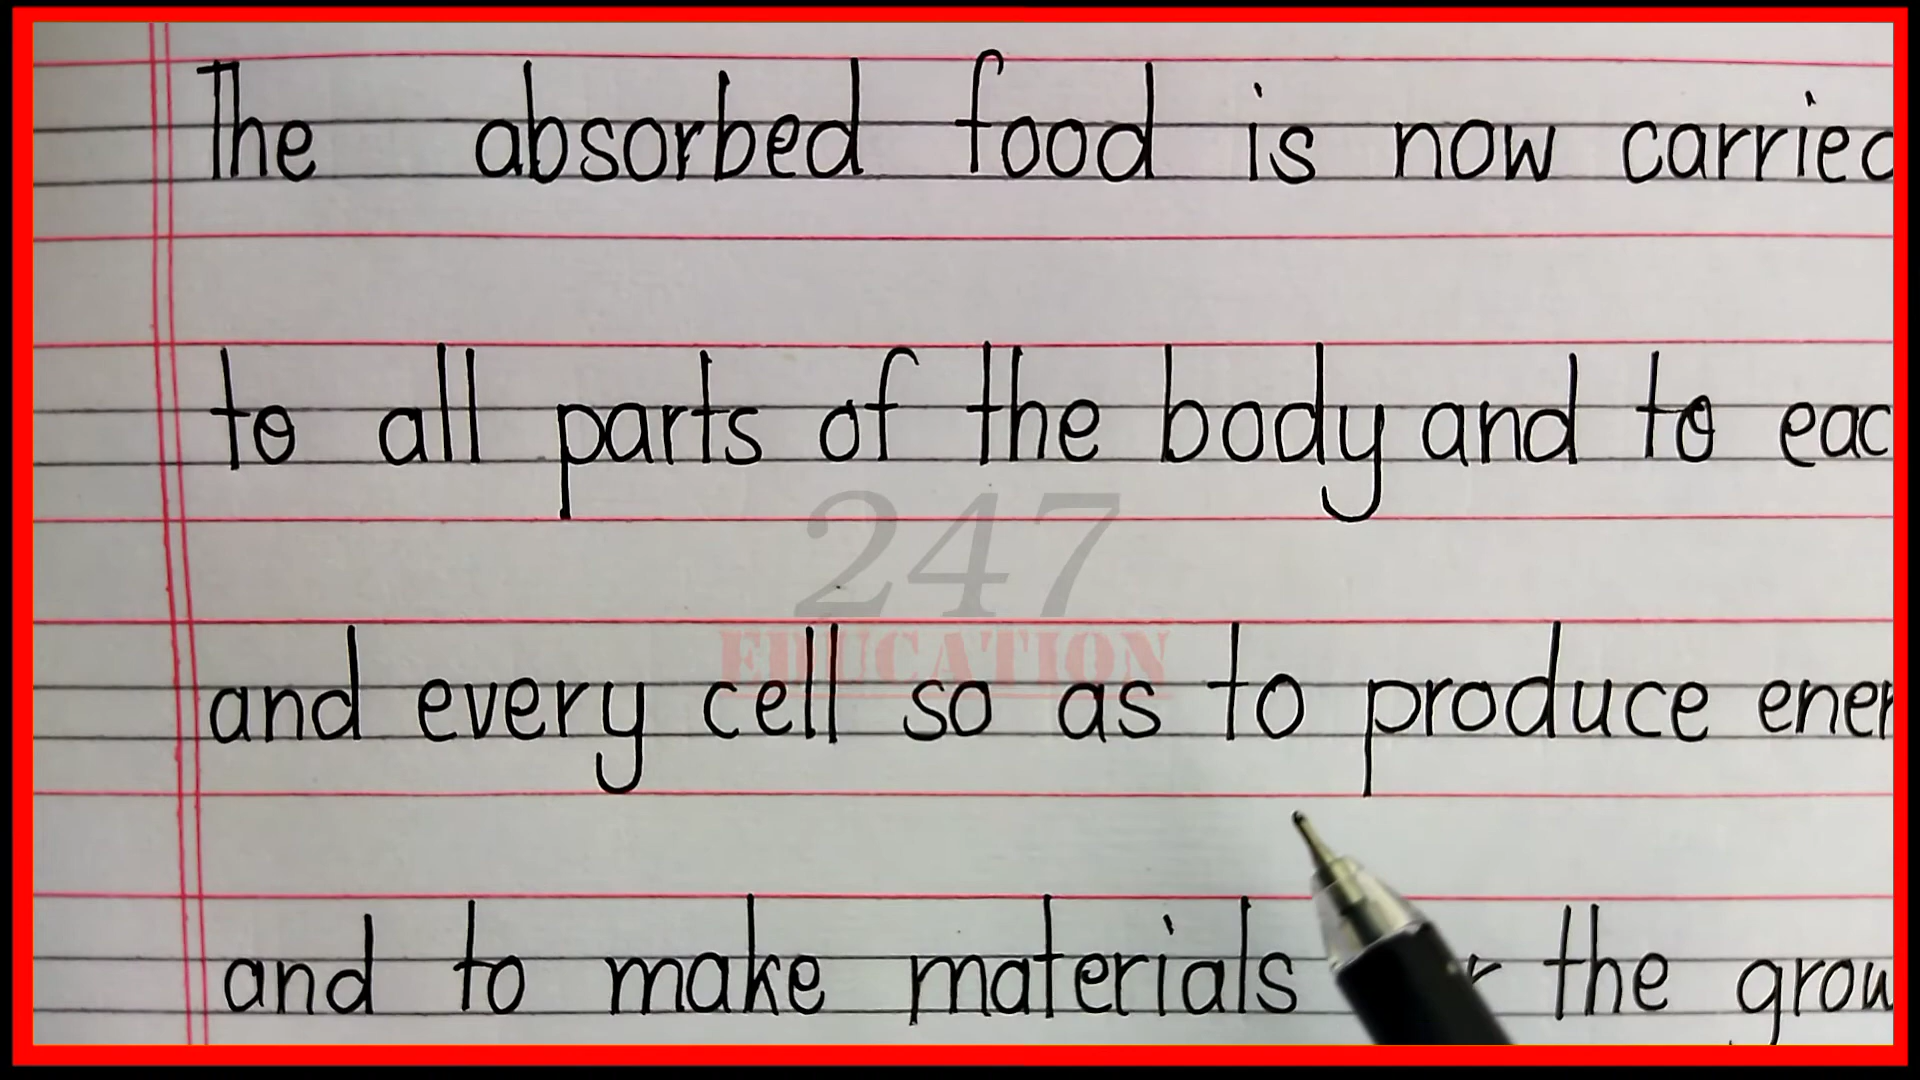 The absorbed food is now carried
to all parts of the body and to eac
247
EDUCATION
and every cell so as to produce ener
and to make materials the grow